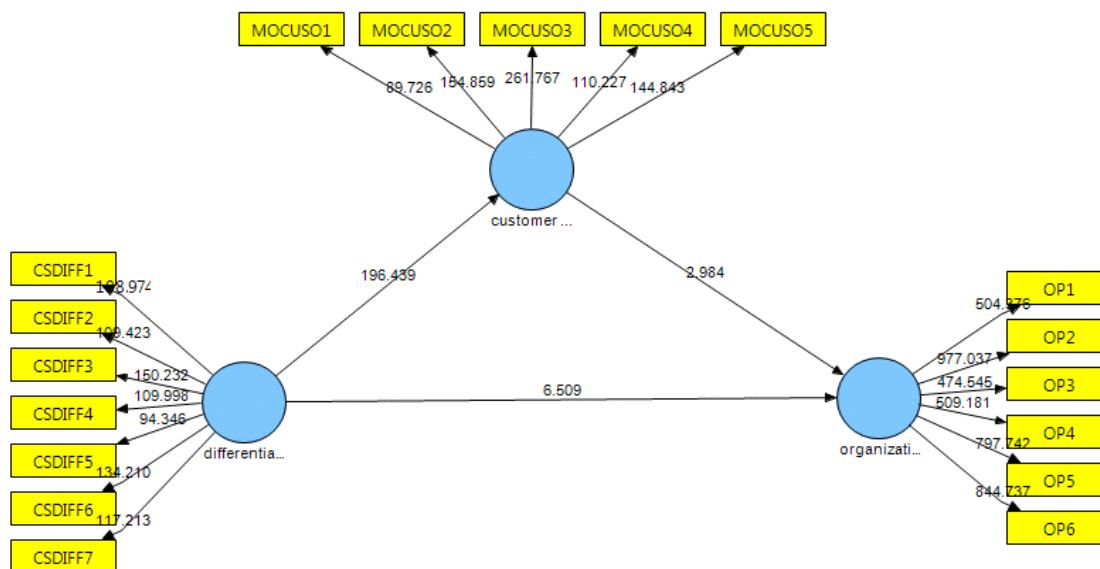 MOCUSO1
MOCUSO2
MOCUSO3
MOCUSO4
MOCUSO5
89.726
154.859
261.767
110.227
144.843
customer ...
196.439
2.984
CSDIFF1
CSDIFF2
CSDIFF3
CSDIFF4
CSDIFF5
CSDIFF6
CSDIFF7
109.423
150.232
109.998
94.346
134.210
117.213
differentia...
6.509
organizati...
504.376
977.037
474.545
509.181
797.742
844.737
OP1
OP2
OP3
OP4
OP5
OP6